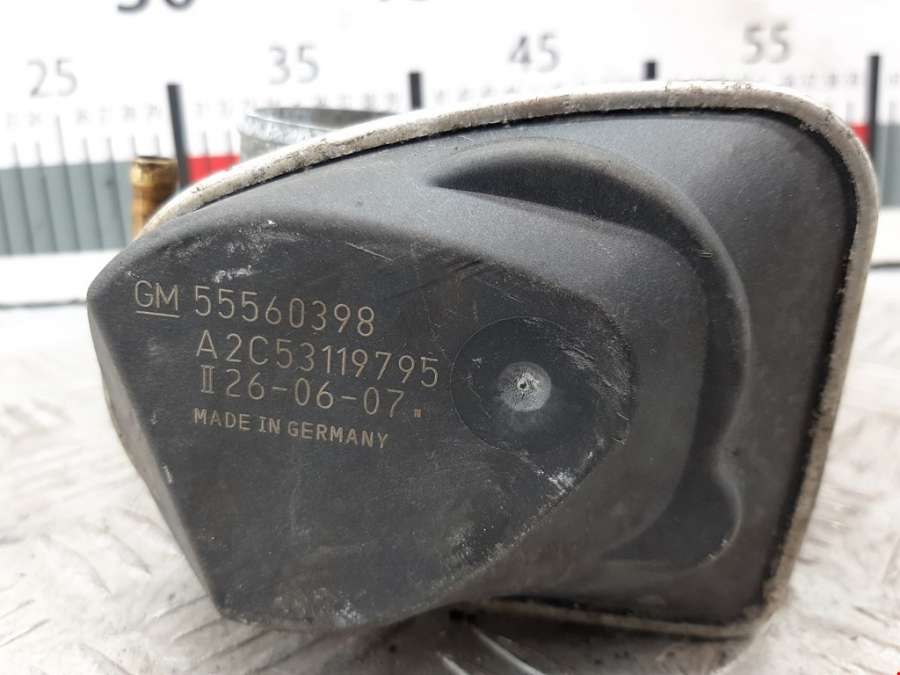 25 35 45 55
GM 55560398
A2C53119795
II 26-06-07
MADE IN GERMANY